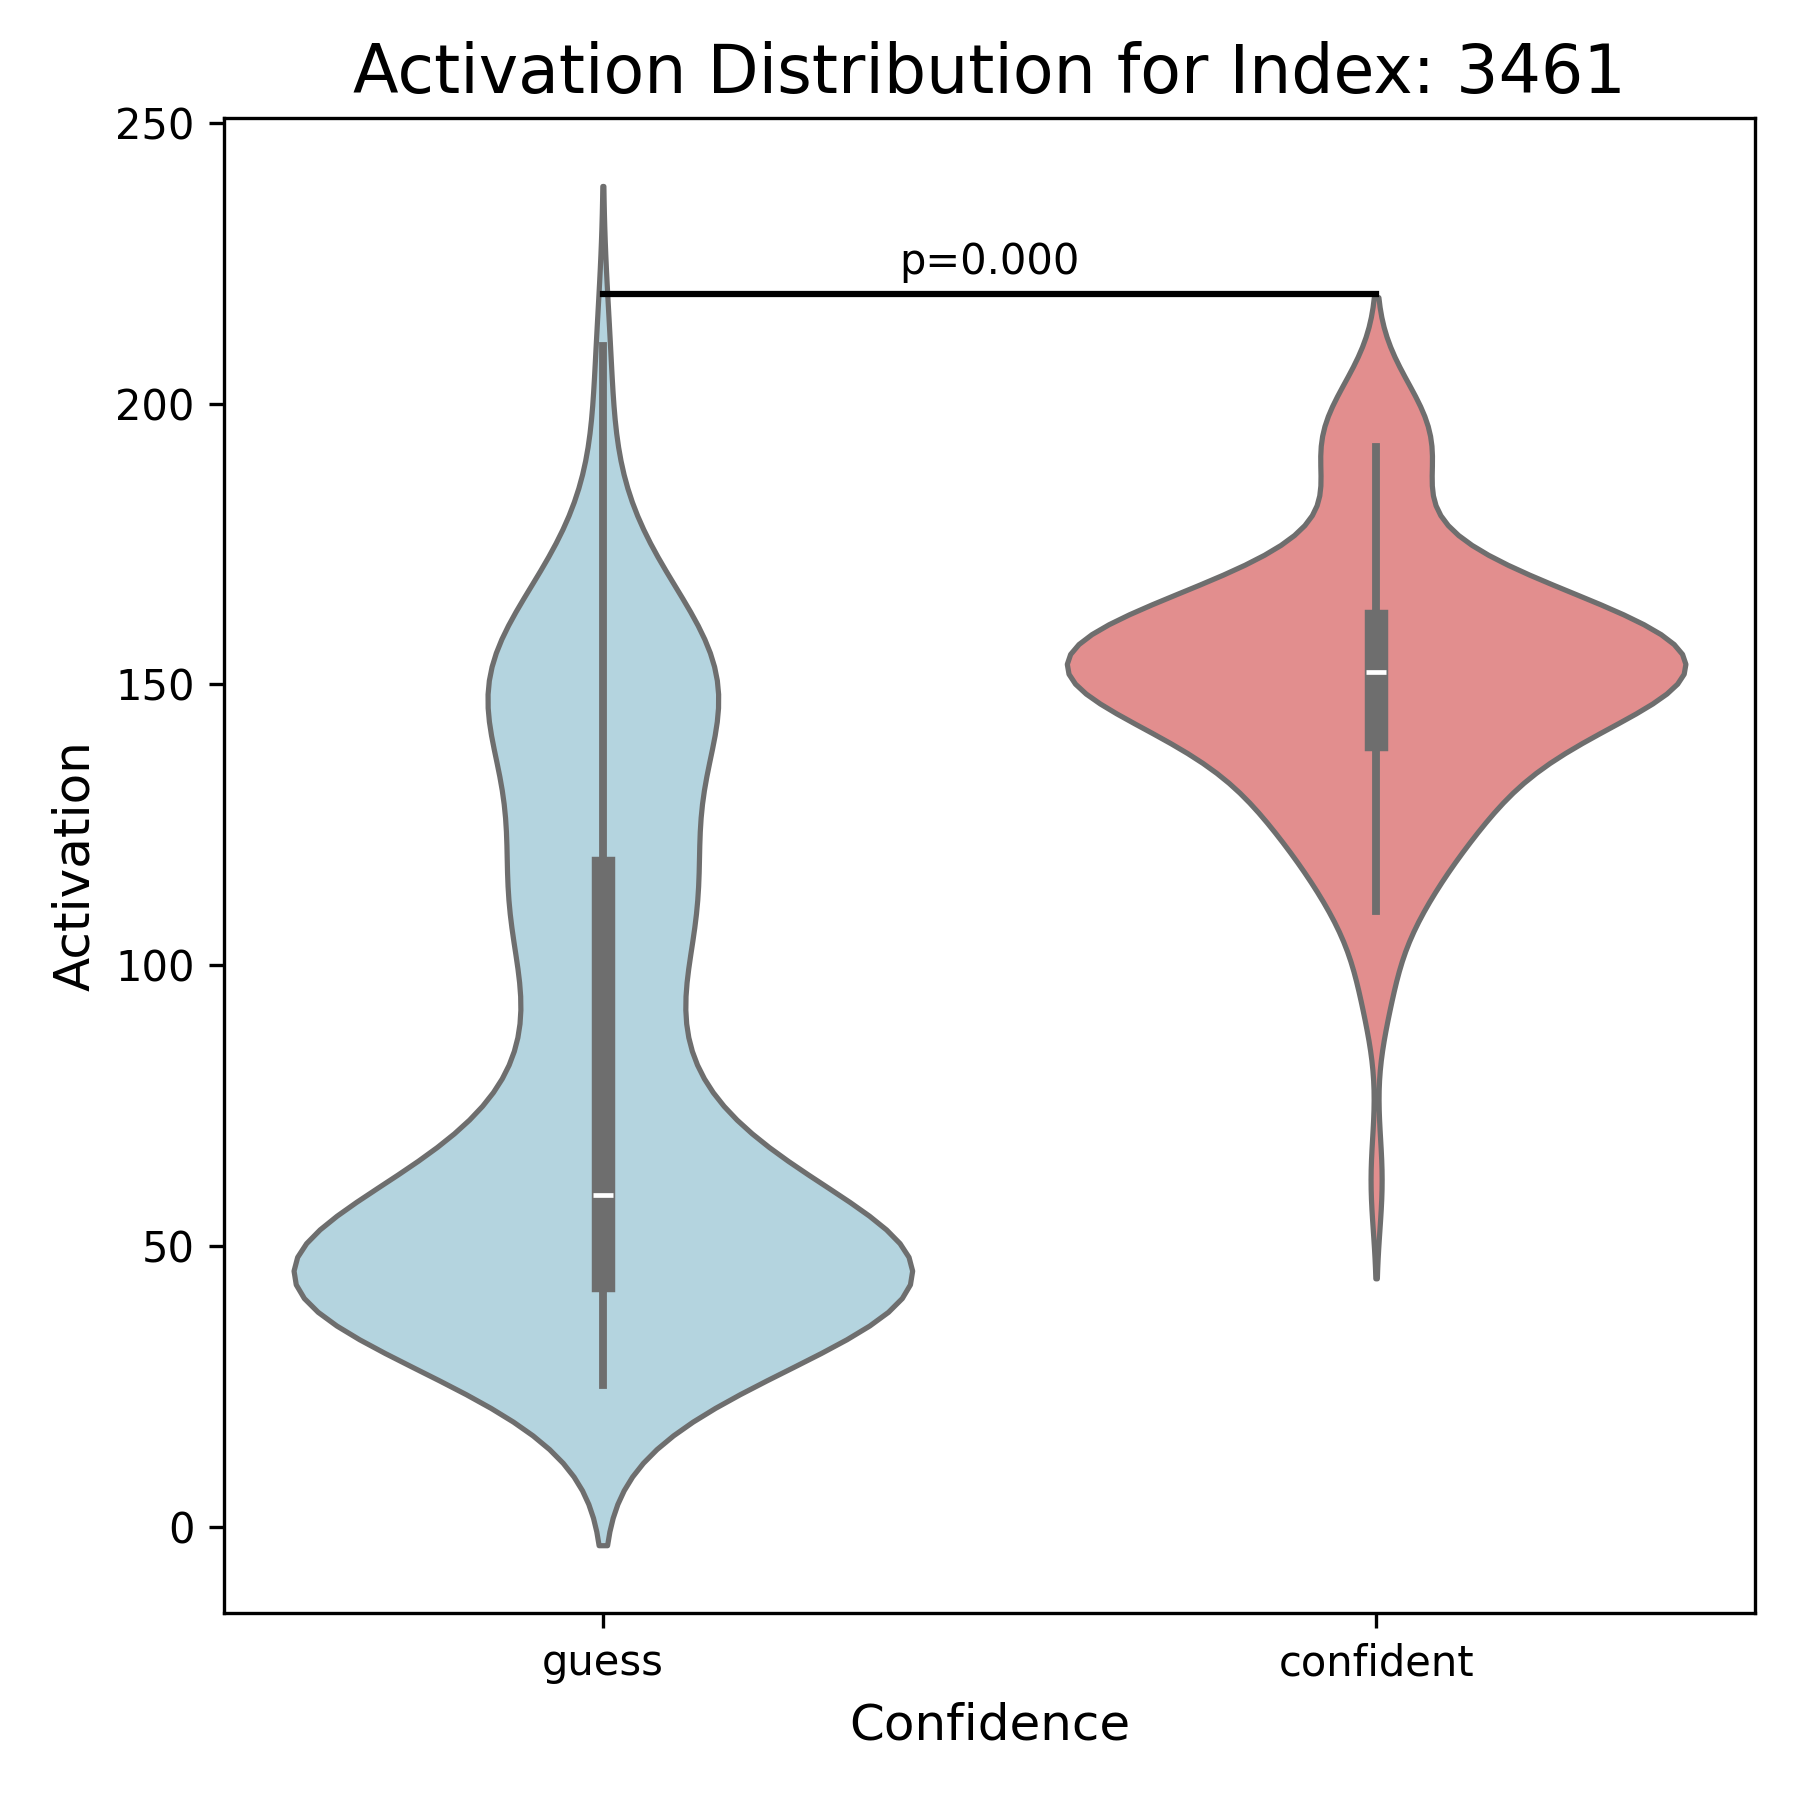 Activation Distribution for Index: 3461
250
p=0.000
200
150
Activation
100
50
0
guess
confident
Confidence